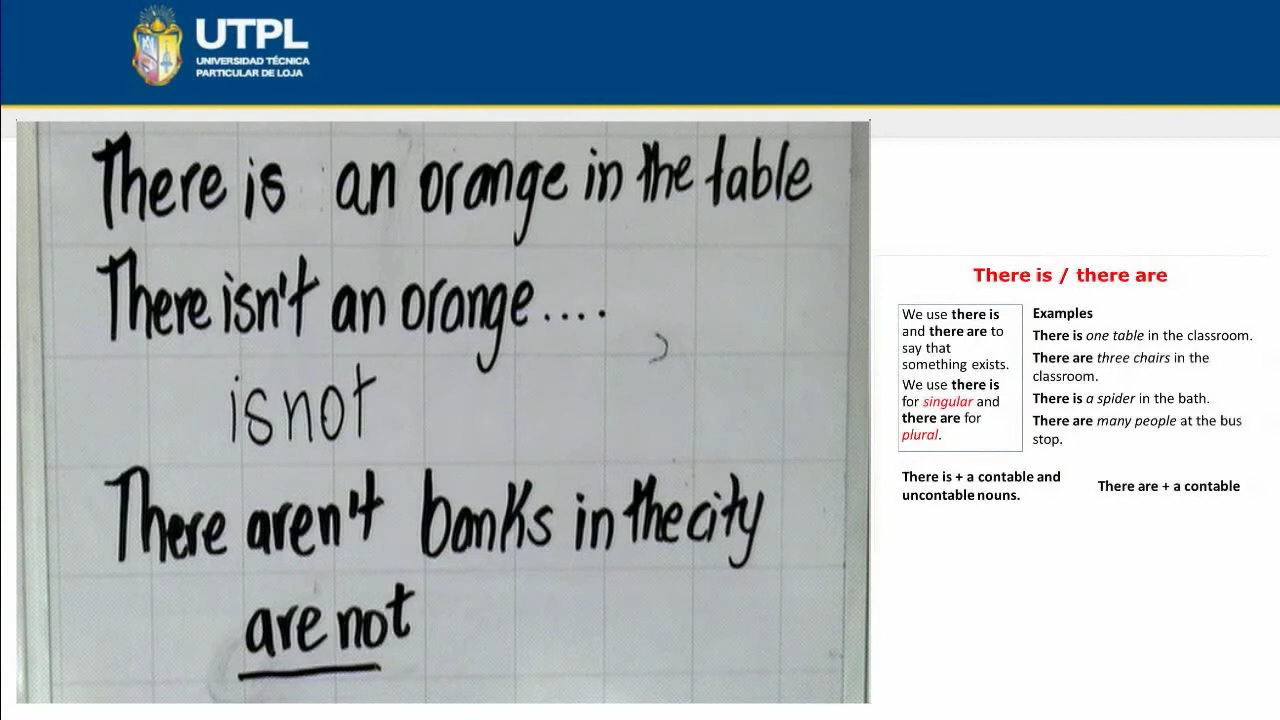 UTPL
UNIVERSIDAD TÉCNICA
PARTICULAR DE LOJA
There is an orange in the table
There isn't an orange....
is not
There aren't banks in the city
are not
There is / there are
We use there is
and there are to
say that
something exists.
We use there is
for singular and
there are for
plural.
Examples
There is one table in the classroom.
There are three chairs in the
classroom.
There is a spider in the bath.
There are many people at the bus
stop.
There is + a contable and
uncontable nouns.
There are + a contable